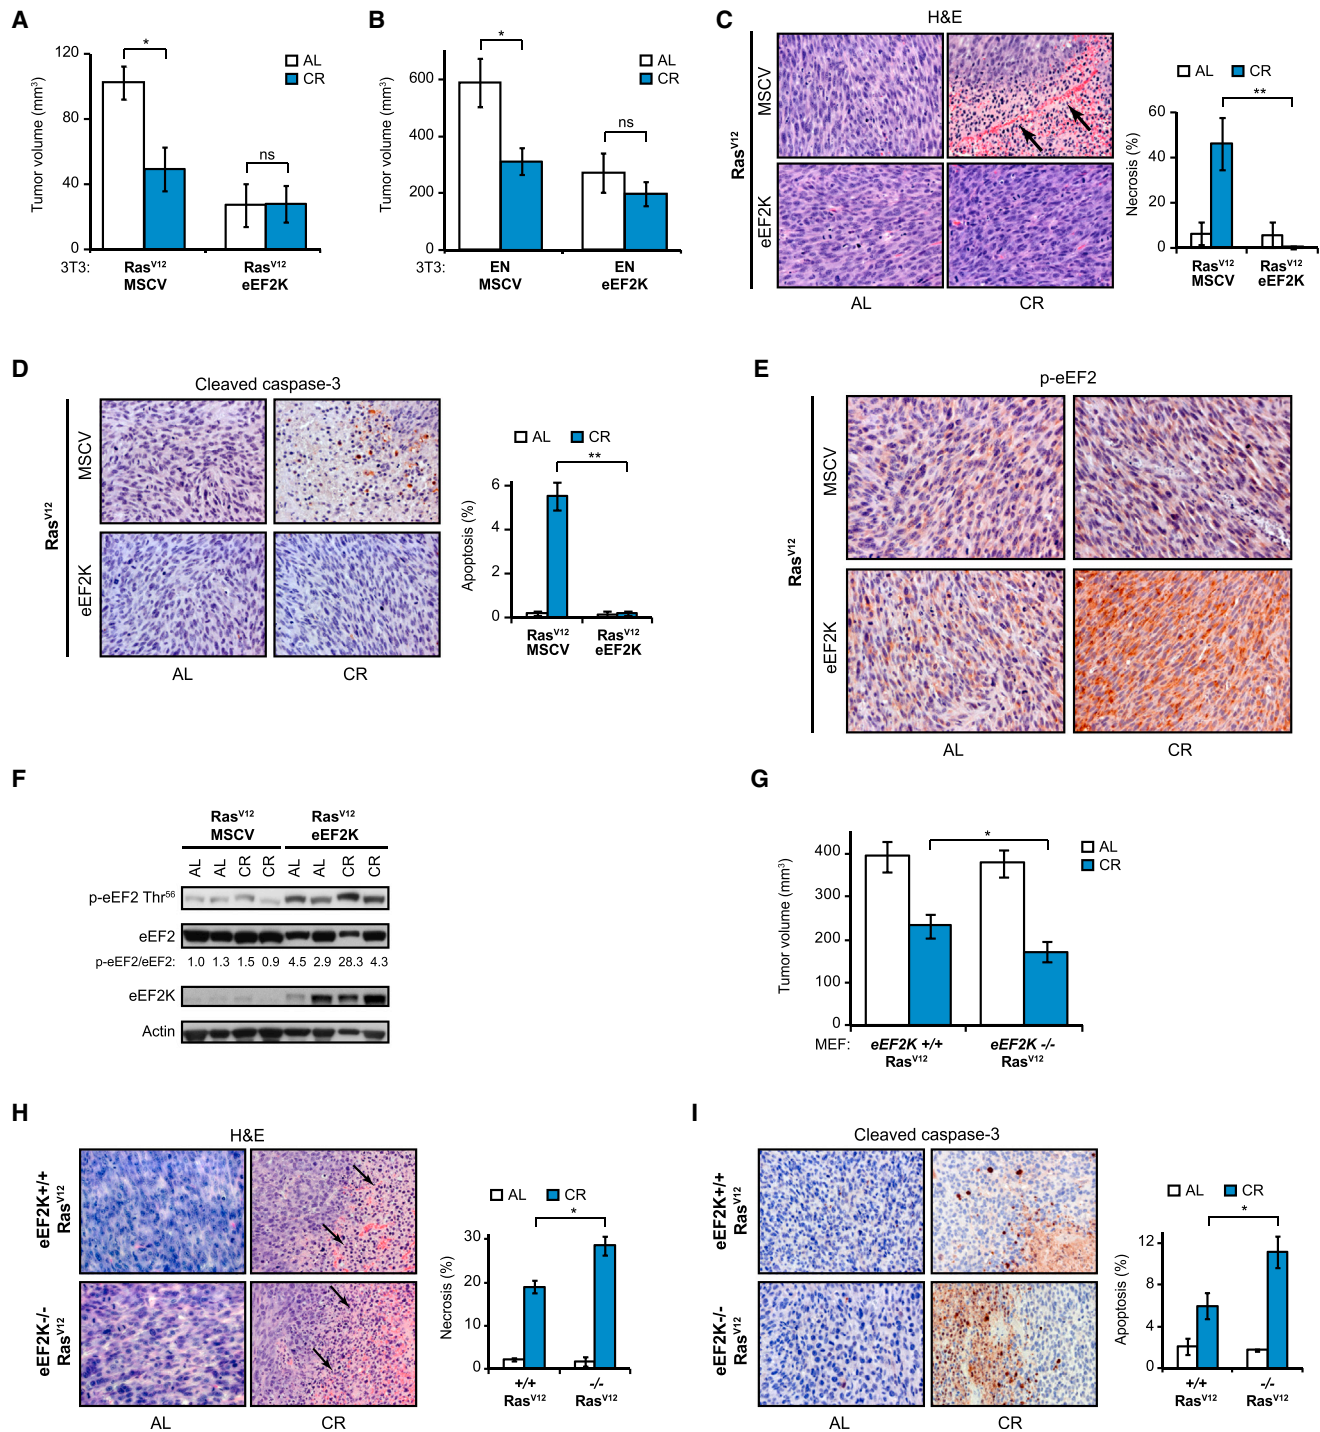 A
Tumor volume (mm³)
120
80
40
0
*
ns
AL
CR
3T3:
Rasⱽ¹²
MSCV
Rasⱽ¹²
eEF2K
B
Tumor volume (mm³)
600
400
200
0
*
ns
AL
CR
3T3:
EN
MSCV
EN
eEF2K
C
H&E
Rasⱽ¹²
MSCV
eEF2K
AL
CR
AL
CR
**
Necrosis (%)
60
40
20
0
Rasⱽ¹²
MSCV
Rasⱽ¹²
eEF2K
D
Cleaved caspase-3
Rasⱽ¹²
MSCV
eEF2K
AL
CR
AL
CR
**
Apoptosis (%)
6
4
2
0
Rasⱽ¹²
MSCV
Rasⱽ¹²
eEF2K
E
p-eEF2
Rasⱽ¹²
MSCV
eEF2K
AL
CR
F
Rasⱽ¹²
MSCV
Rasⱽ¹²
eEF2K
AL AL CR CR AL AL CR CR
p-eEF2 Thr⁵⁶
eEF2
p-eEF2/eEF2: 1.0 1.3 1.5 0.9 4.5 2.9 28.3 4.3
eEF2K
Actin
G
Tumor volume (mm³)
400
300
200
100
0
*
AL
CR
MEF:
eEF2K +/+
Rasⱽ¹²
eEF2K -/-
Rasⱽ¹²
H
H&E
eEF2K+/+
Rasⱽ¹²
eEF2K-/-
Rasⱽ¹²
AL
CR
AL
CR
*
Necrosis (%)
30
20
10
0
+/+
Rasⱽ¹²
-/-
Rasⱽ¹²
I
Cleaved caspase-3
eEF2K+/+
Rasⱽ¹²
eEF2K-/-
Rasⱽ¹²
AL
CR
AL
CR
*
Apoptosis (%)
12
8
4
0
+/+
Rasⱽ¹²
-/-
Rasⱽ¹²